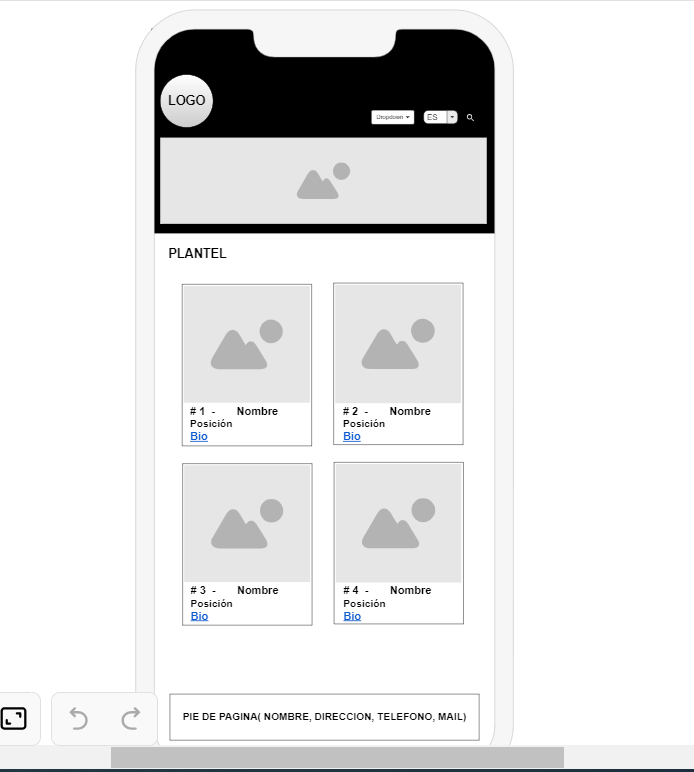 LOGO
Dropdown
ES
PLANTEL
# 1 - Nombre
Posición
Bio
# 2 - Nombre
Posición
Bio
# 3 - Nombre
Posición
Bio
# 4 - Nombre
Posición
Bio
PIE DE PAGINA( NOMBRE, DIRECCION, TELEFONO, MAIL)